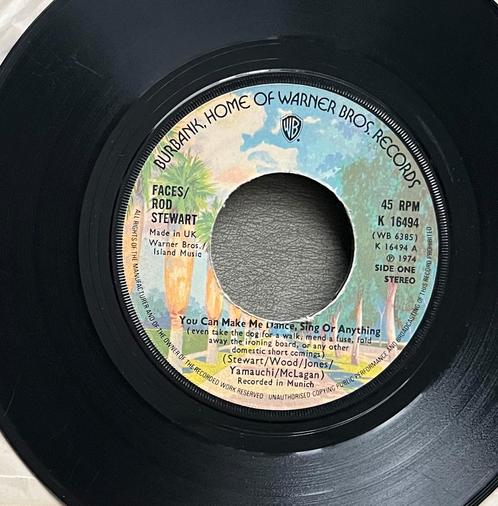 BURBANK, HOME OF WARNER BROS. RECORDS
WB
FACES/
ROD
STEWART
Made in UK
Warner Bros./
Island Music
45 RPM
K 16494
(WB 6385)
K 16494 A
Ⓟ 1974
SIDE ONE
STEREO
You Can Make Me Dance, Sing Or Anything
(even take the dog for a walk, mend a fuse, fold
away the ironing board, or any other
domestic short comings)
(Stewart/Wood/Jones/
Yamauchi/McLagan)
Recorded in Munich
ALL RIGHTS OF THE MANUFACTURER AND OF THE OWNER OF THE RECORDED WORK RESERVED · UNAUTHORISED COPYING PUBLIC PERFORMANCE AND BROADCASTING OF THIS RECORD PROHIBITED